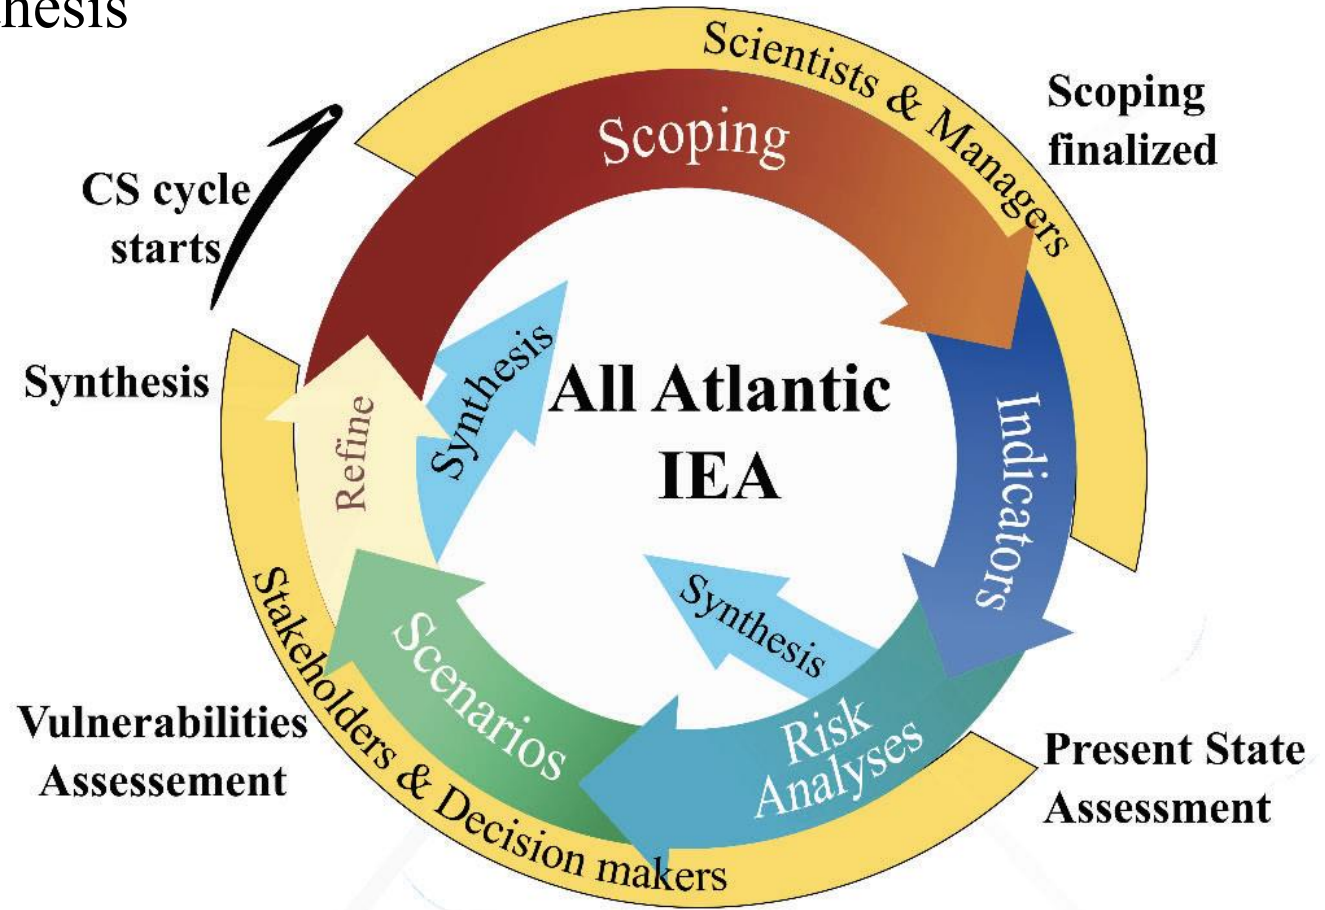 thesis
Scientists & Managers
Scoping
Scoping
finalized
CS cycle
starts
Synthesis
Refine
Synthesis
All Atlantic
IEA
Indicators
Synthesis
Scenarios
Risk
Analyses
Vulnerabilities
Assessement
Stakeholders & Decision makers
Present State
Assessment